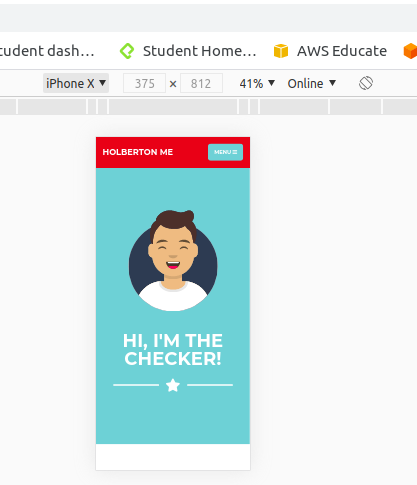 tudent dash... Student Home... AWS Educate
iPhone X 375 × 812 41% Online
HOLBERTON ME MENU
HI, I'M THE
CHECKER!